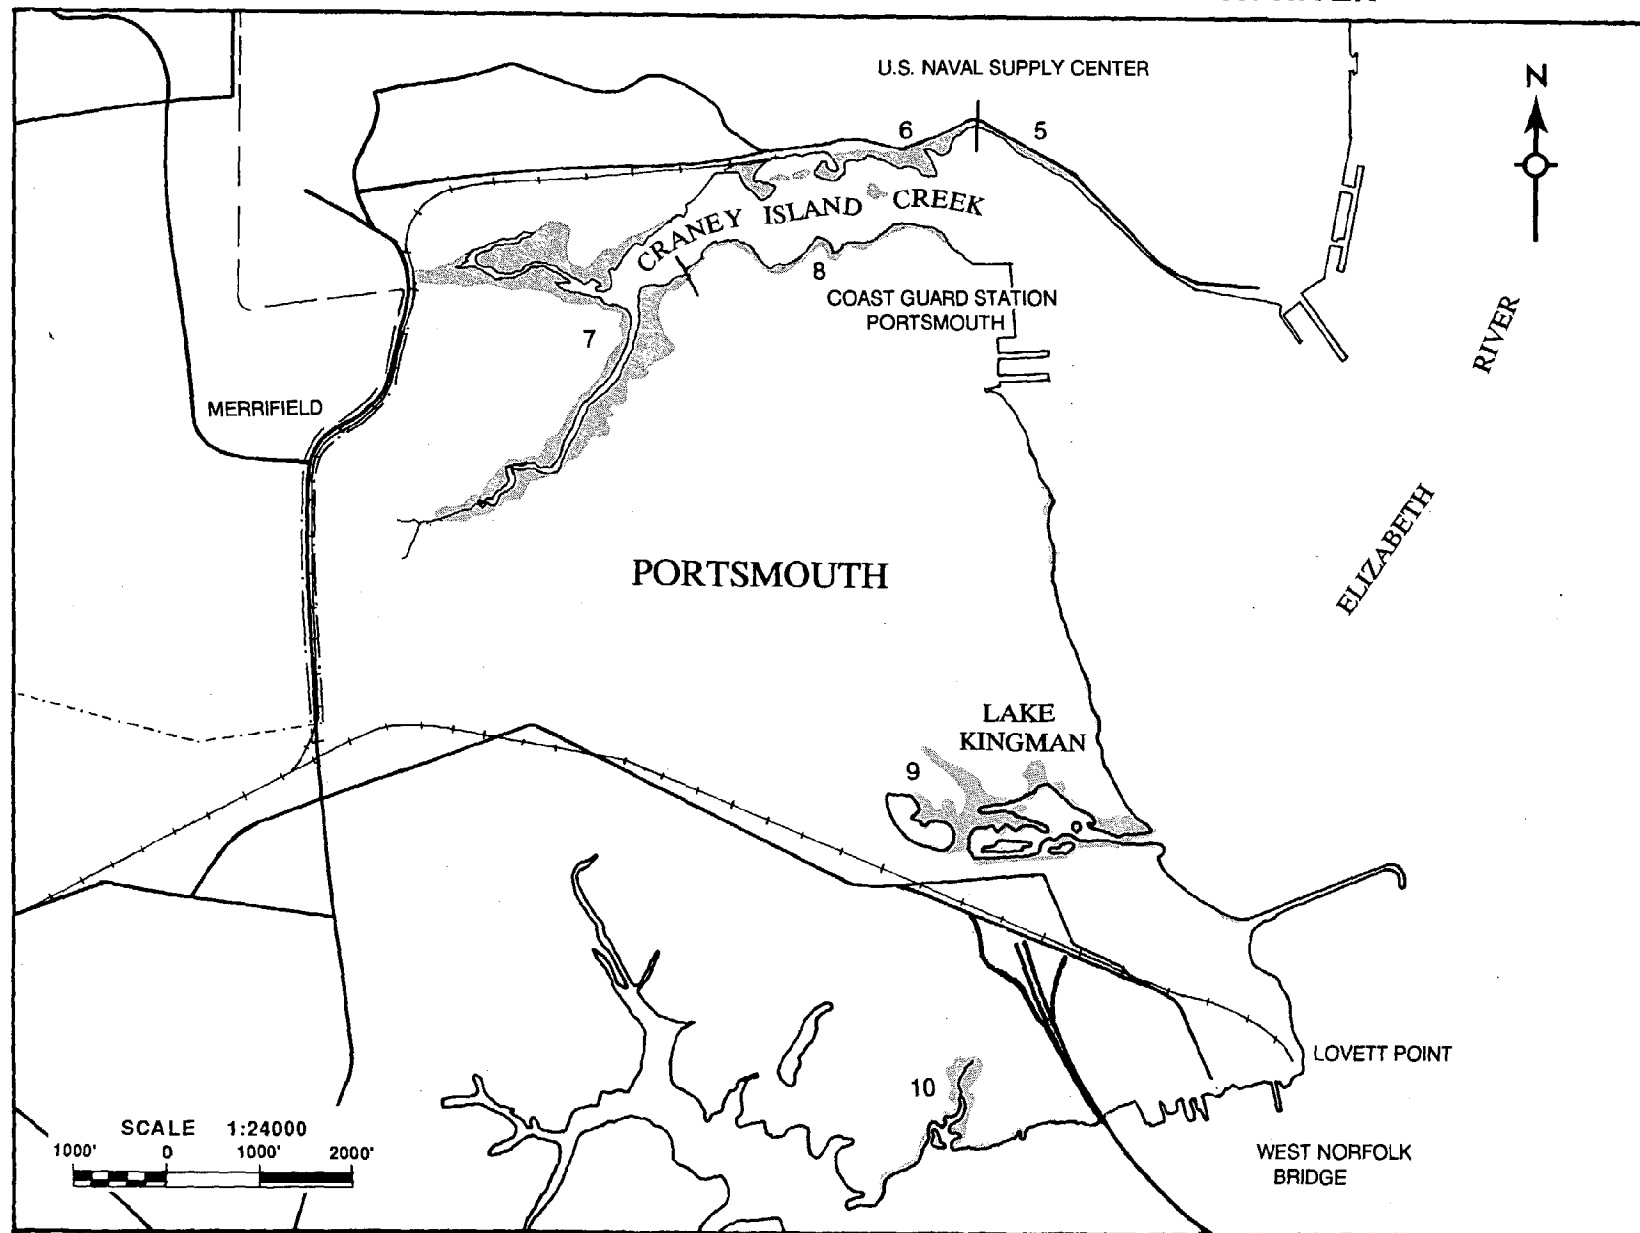 U.S. NAVAL SUPPLY CENTER
N
6
5
CRANEY ISLAND CREEK
8
COAST GUARD STATION
PORTSMOUTH
7
RIVER
MERRIFIELD
ELIZABETH
PORTSMOUTH
LAKE
KINGMAN
9
LOVETT POINT
10
SCALE 1:24000
1000' 0 1000' 2000'
WEST NORFOLK
BRIDGE